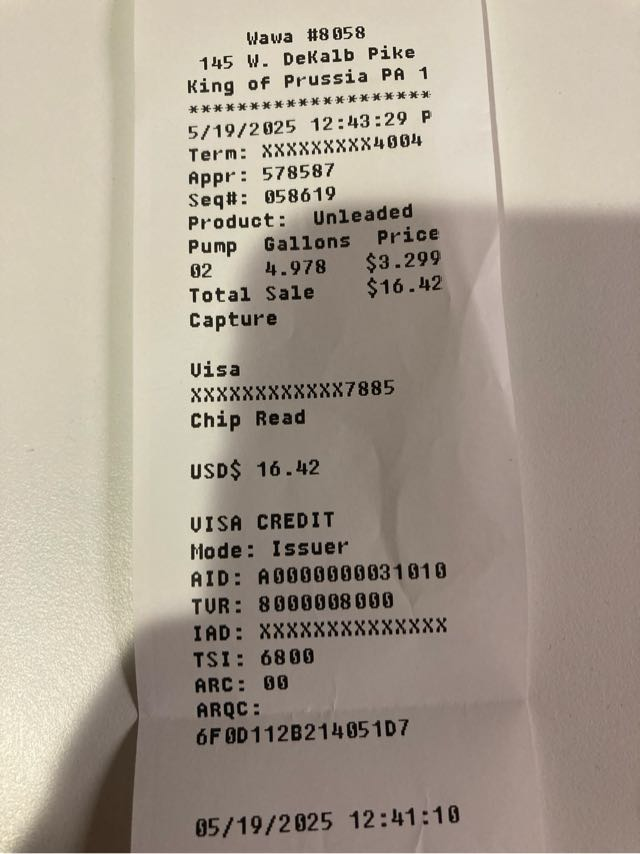 Wawa #8058
145 W. DeKalb Pike
King of Prussia PA 1
********************
5/19/2025 12:43:29 P
Term: XXXXXXXXX4004
Appr: 578587
Seq#: 058619
Product: Unleaded
Pump Gallons Price
02 4.978 $3.299
Total Sale $16.42
Capture
Visa
XXXXXXXXXXXX7885
Chip Read
USD$ 16.42
VISA CREDIT
Mode: Issuer
AID: A0000000031010
TVR: 8000008000
IAD: XXXXXXXXXXXXXX
TSI: 6800
ARC: 00
ARQC:
6F0D112B214051D7
05/19/2025 12:41:10